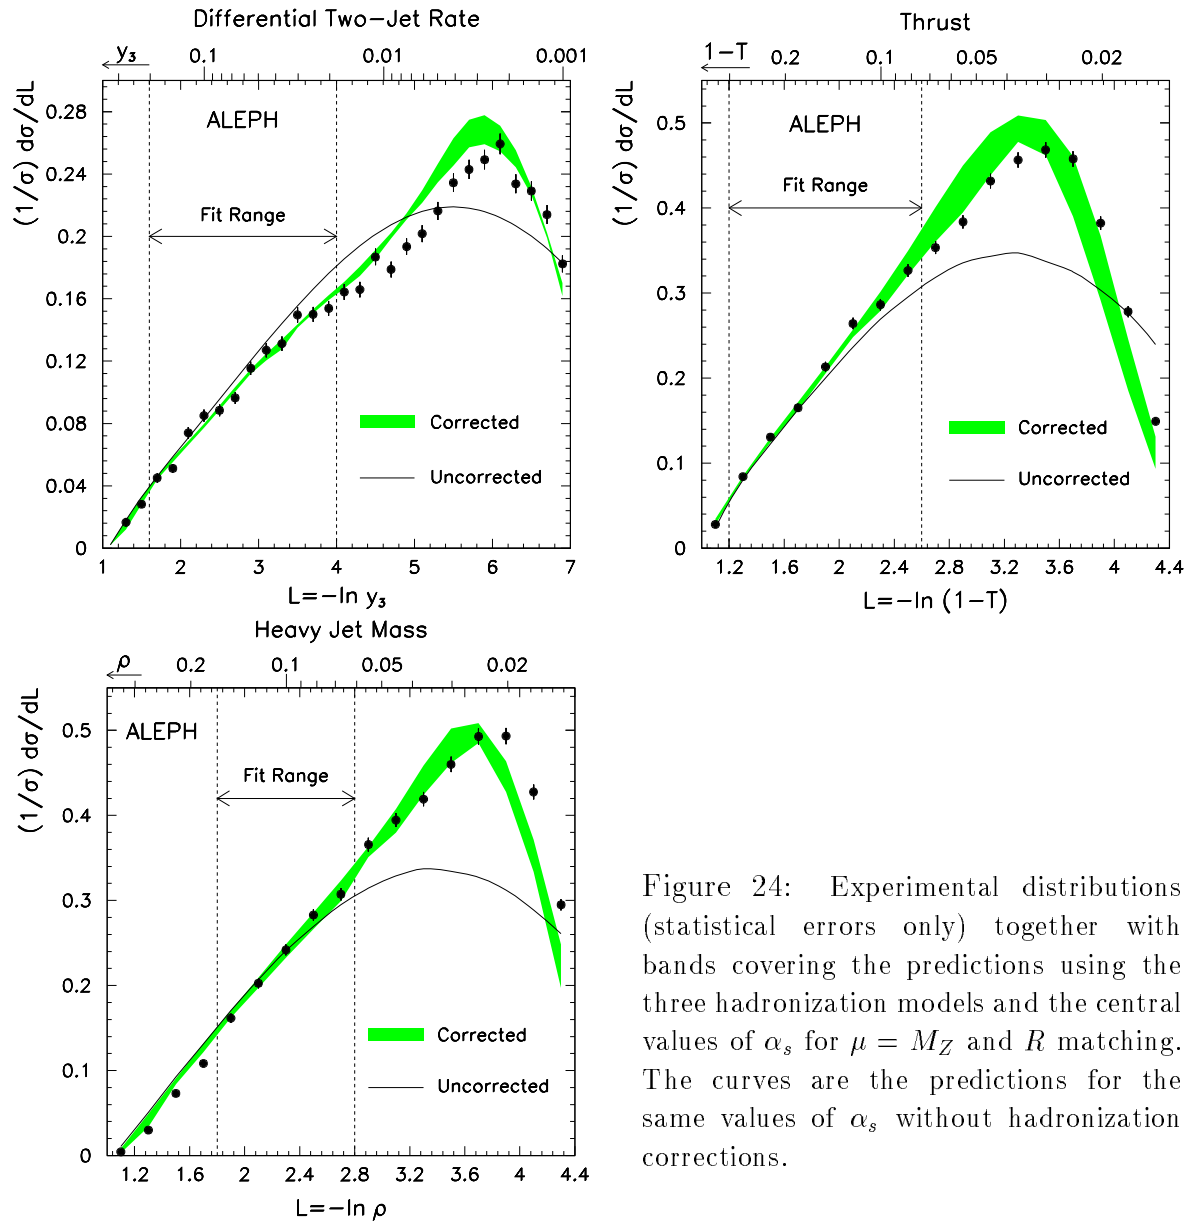 Differential Two-Jet Rate
y₃ 0.1 0.01 0.001
(1/σ) dσ/dL
0.28
0.24
0.2
0.16
0.12
0.08
0.04
0
ALEPH
Fit Range
Corrected
Uncorrected
1 2 3 4 5 6 7
L=-ln y₃
Thrust
1-T 0.2 0.1 0.05 0.02
(1/σ) dσ/dL
0.5
0.4
0.3
0.2
0.1
0
ALEPH
Fit Range
Corrected
Uncorrected
1.2 1.6 2 2.4 2.8 3.2 3.6 4 4.4
L=-ln (1-T)
Heavy Jet Mass
ρ 0.2 0.1 0.05 0.02
(1/σ) dσ/dL
0.5
0.4
0.3
0.2
0.1
0
ALEPH
Fit Range
Corrected
Uncorrected
1.2 1.6 2 2.4 2.8 3.2 3.6 4 4.4
L=-ln ρ
Figure 24: Experimental distributions
(statistical errors only) together with
bands covering the predictions using the
three hadronization models and the central
values of αₛ for μ = M_Z and R matching.
The curves are the predictions for the
same values of αₛ without hadronization
corrections.